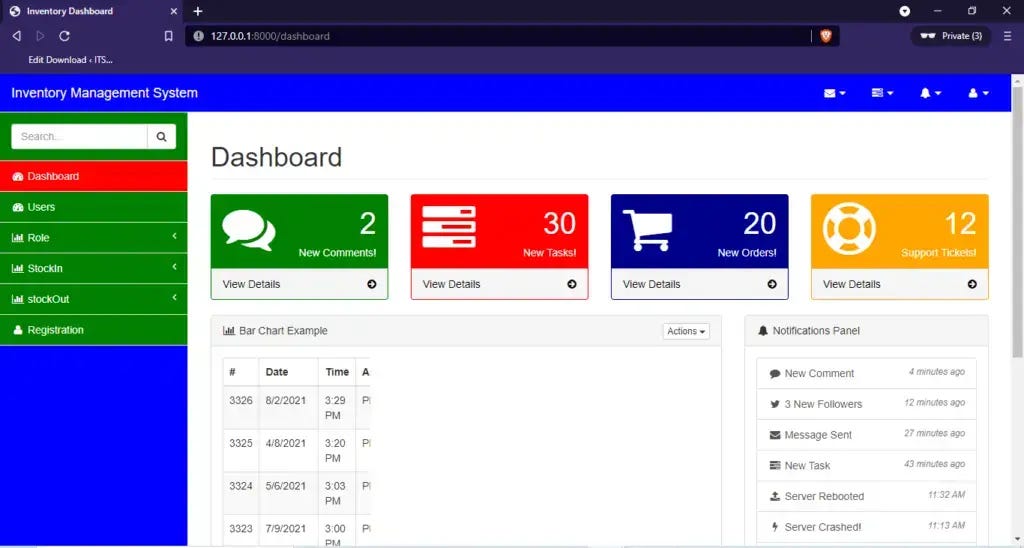 Inventory Dashboard
127.0.0.1:8000/dashboard
Private (3)
Edit Download ‹ ITS...
Inventory Management System
Search...
Dashboard
Users
Role
StockIn
stockOut
Registration
Dashboard
2
New Comments!
View Details
30
New Tasks!
View Details
20
New Orders!
View Details
12
Support Tickets!
View Details
Bar Chart Example
Actions
# Date Time
3326 8/2/2021 3:29
PM
3325 4/8/2021 3:20
PM
3324 5/6/2021 3:03
PM
3323 7/9/2021 3:00
PM
Notifications Panel
New Comment 4 minutes ago
3 New Followers 12 minutes ago
Message Sent 27 minutes ago
New Task 43 minutes ago
Server Rebooted 11:32 AM
Server Crashed! 11:13 AM